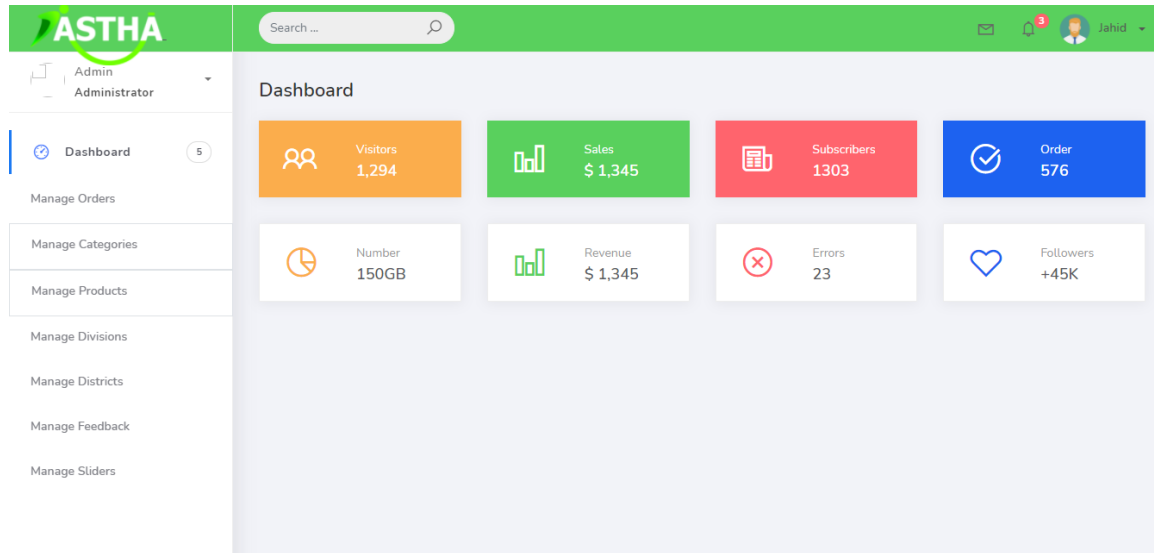 ASTHA
Search ...
3
Jahid
Admin
Administrator
Dashboard
5
Manage Orders
Manage Categories
Manage Products
Manage Divisions
Manage Districts
Manage Feedback
Manage Sliders
Dashboard
Visitors
1,294
Sales
$ 1,345
Subscribers
1303
Order
576
Number
150GB
Revenue
$ 1,345
Errors
23
Followers
+45K